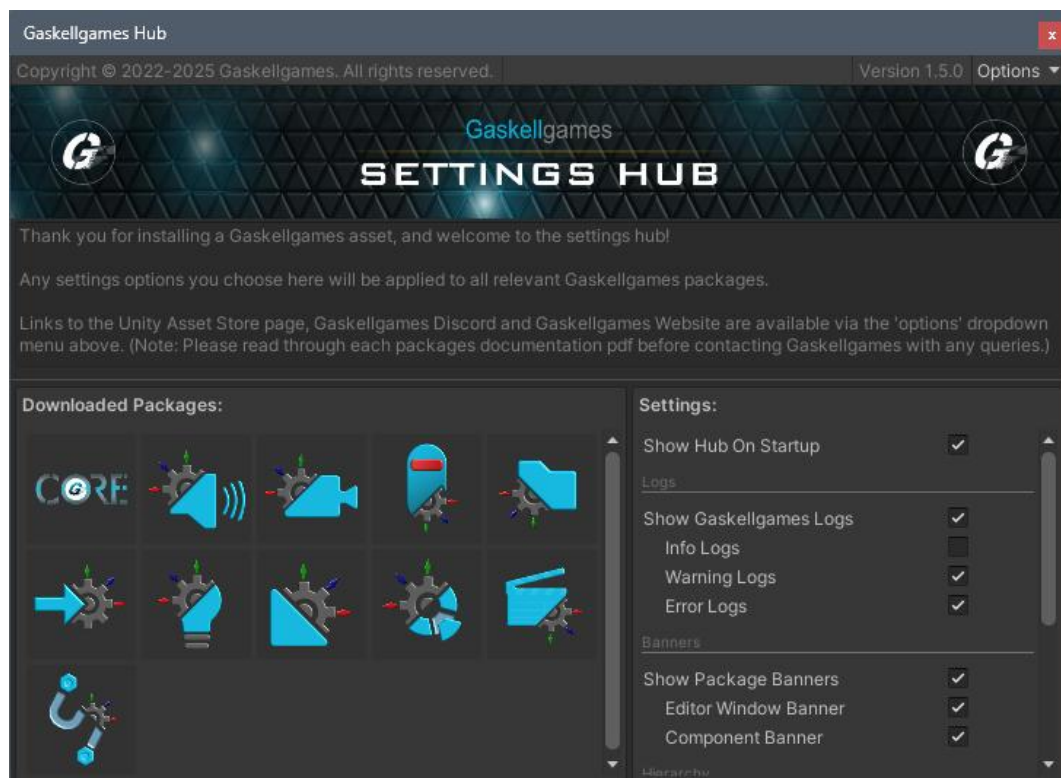 Gaskellgames Hub
x
Copyright © 2022-2025 Gaskellgames. All rights reserved.
Version 1.5.0 Options
Gaskellgames
SETTINGS HUB
Thank you for installing a Gaskellgames asset, and welcome to the settings hub!
Any settings options you choose here will be applied to all relevant Gaskellgames packages.
Links to the Unity Asset Store page, Gaskellgames Discord and Gaskellgames Website are available via the 'options' dropdown
menu above. (Note: Please read through each packages documentation pdf before contacting Gaskellgames with any queries.)
Downloaded Packages:
CORE
Settings:
Show Hub On Startup
Logs
Show Gaskellgames Logs
Info Logs
Warning Logs
Error Logs
Banners
Show Package Banners
Editor Window Banner
Component Banner
Hierarchy